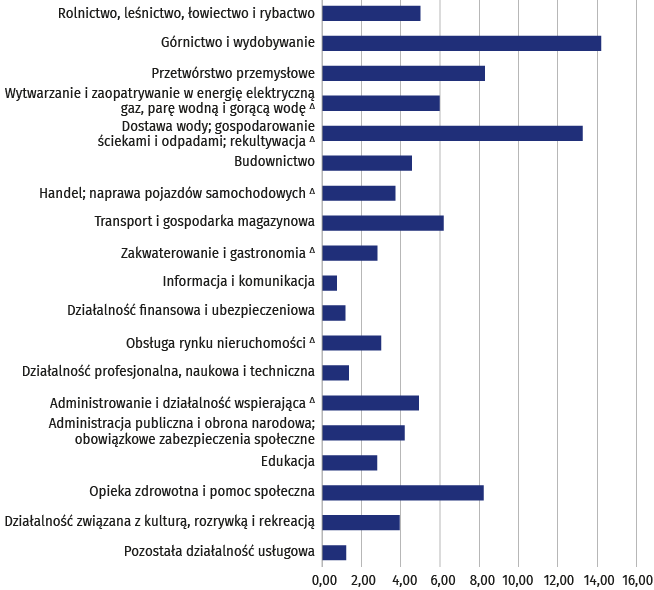 Rolnictwo, leśnictwo, łowiectwo i rybactwo
Górnictwo i wydobywanie
Przetwórstwo przemysłowe
Wytwarzanie i zaopatrywanie w energię elektryczną
gaz, parę wodną i gorącą wodę Δ
Dostawa wody; gospodarowanie
ściekami i odpadami; rekultywacja Δ
Budownictwo
Handel; naprawa pojazdów samochodowych Δ
Transport i gospodarka magazynowa
Zakwaterowanie i gastronomia Δ
Informacja i komunikacja
Działalność finansowa i ubezpieczeniowa
Obsługa rynku nieruchomości Δ
Działalność profesjonalna, naukowa i techniczna
Administrowanie i działalność wspierająca Δ
Administracja publiczna i obrona narodowa;
obowiązkowe zabezpieczenia społeczne
Edukacja
Opieka zdrowotna i pomoc społeczna
Działalność związana z kulturą, rozrywką i rekreacją
Pozostała działalność usługowa
0,00 2,00 4,00 6,00 8,00 10,00 12,00 14,00 16,00